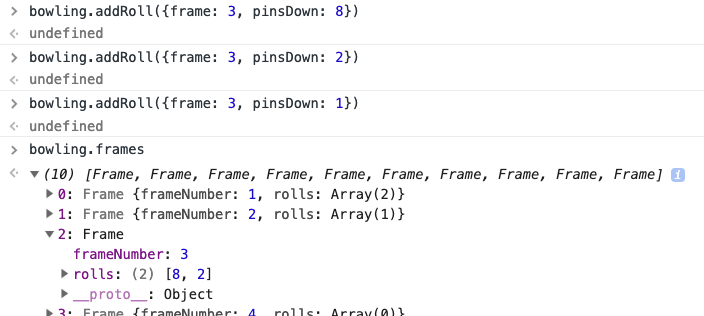 > bowling.addRoll({frame: 3, pinsDown: 8})
undefined
> bowling.addRoll({frame: 3, pinsDown: 2})
undefined
> bowling.addRoll({frame: 3, pinsDown: 1})
undefined
> bowling.frames
(10) [Frame, Frame, Frame, Frame, Frame, Frame, Frame, Frame, Frame, Frame] i
0: Frame {frameNumber: 1, rolls: Array(2)}
1: Frame {frameNumber: 2, rolls: Array(1)}
2: Frame
frameNumber: 3
rolls: (2) [8, 2]
__proto__: Object
3: Frame {frameNumber: 4, rolls: Array(0)}